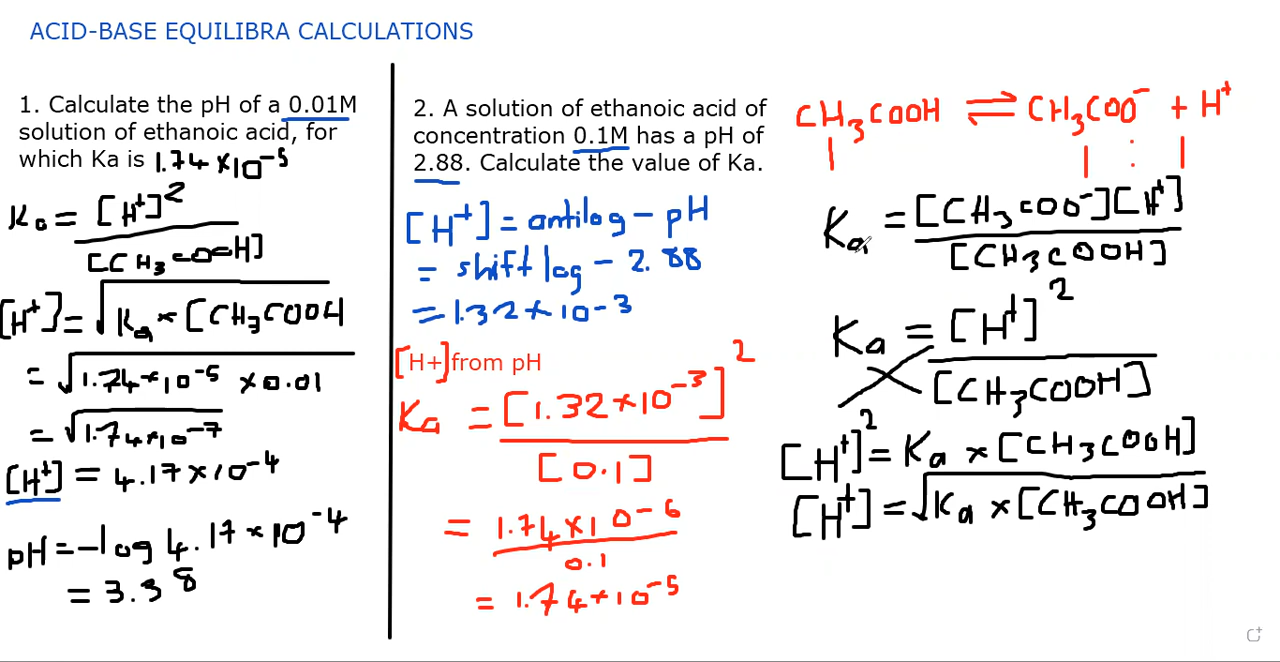 ACID-BASE EQUILIBRA CALCULATIONS
1. Calculate the pH of a 0.01M
solution of ethanoic acid, for
which Ka is 1.74 × 10⁻⁵
Ka = [H⁺]²
[CH₃COOH]
[H⁺] = √Ka × [CH₃COOH
= √1.74 × 10⁻⁵ × 0.01
= √1.74 × 10⁻⁷
[H⁺] = 4.17 × 10⁻⁴
pH = -log 4.17 × 10⁻⁴
= 3.38
2. A solution of ethanoic acid of
concentration 0.1M has a pH of
2.88. Calculate the value of Ka.
[H⁺] = antilog - pH
= shift log - 2.88
= 1.32 × 10⁻³
[H+] from pH
Ka = [1.32 × 10⁻³]²
[0.1]
= 1.74 × 10⁻⁶
0.1
= 1.74 × 10⁻⁵
CH₃COOH ⇌ CH₃COO⁻ + H⁺
1 1 : 1
Ka = [CH₃COO⁻][H⁺]
[CH₃COOH]
Ka = [H⁺]²
[CH₃COOH]
[H⁺]² = Ka × [CH₃COOH]
[H⁺] = √Ka × [CH₃COOH]